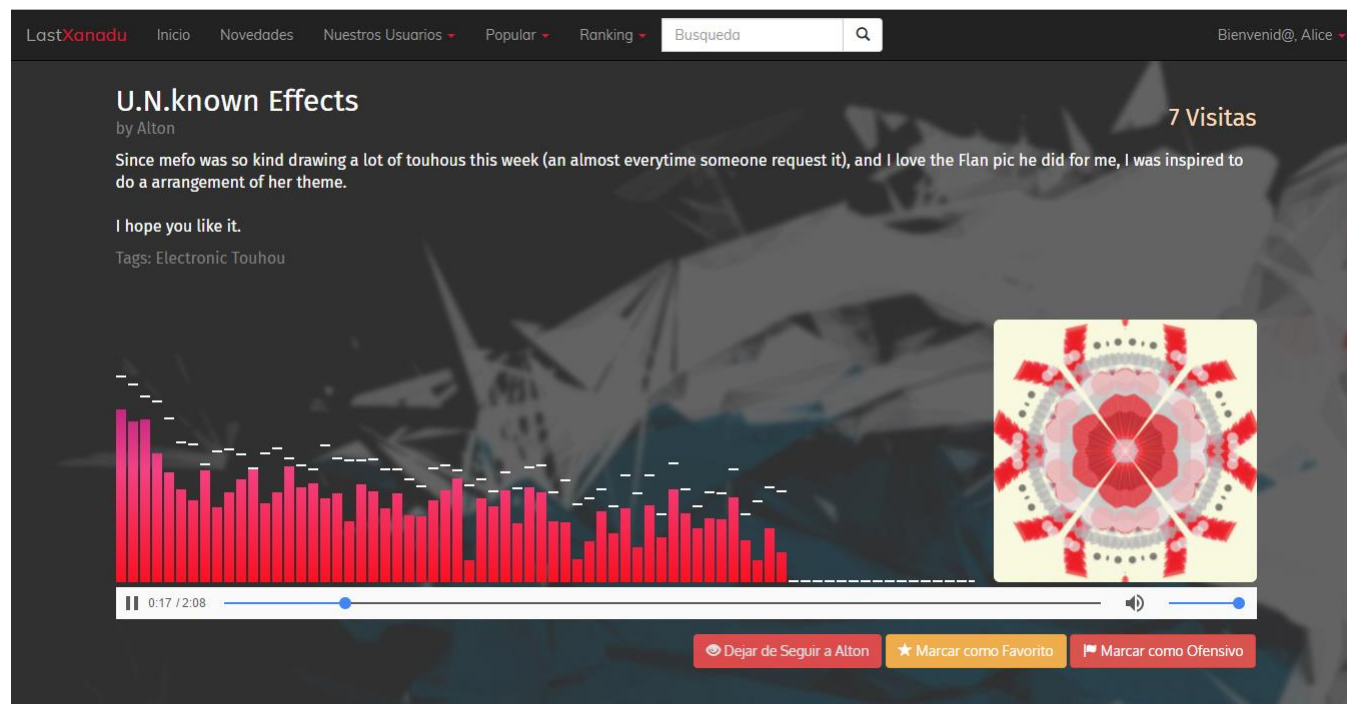 LastXanadu Inicio Novedades Nuestros Usuarios Popular Ranking Busqueda Bienvenid@, Alice
U.N.known Effects
by Alton
7 Visitas
Since mefo was so kind drawing a lot of touhous this week (an almost everytime someone request it), and I love the Flan pic he did for me, I was inspired to
do a arrangement of her theme.
I hope you like it.
Tags: Electronic Touhou
0:17 / 2:08
Dejar de Seguir a Alton Marcar como Favorito Marcar como Ofensivo